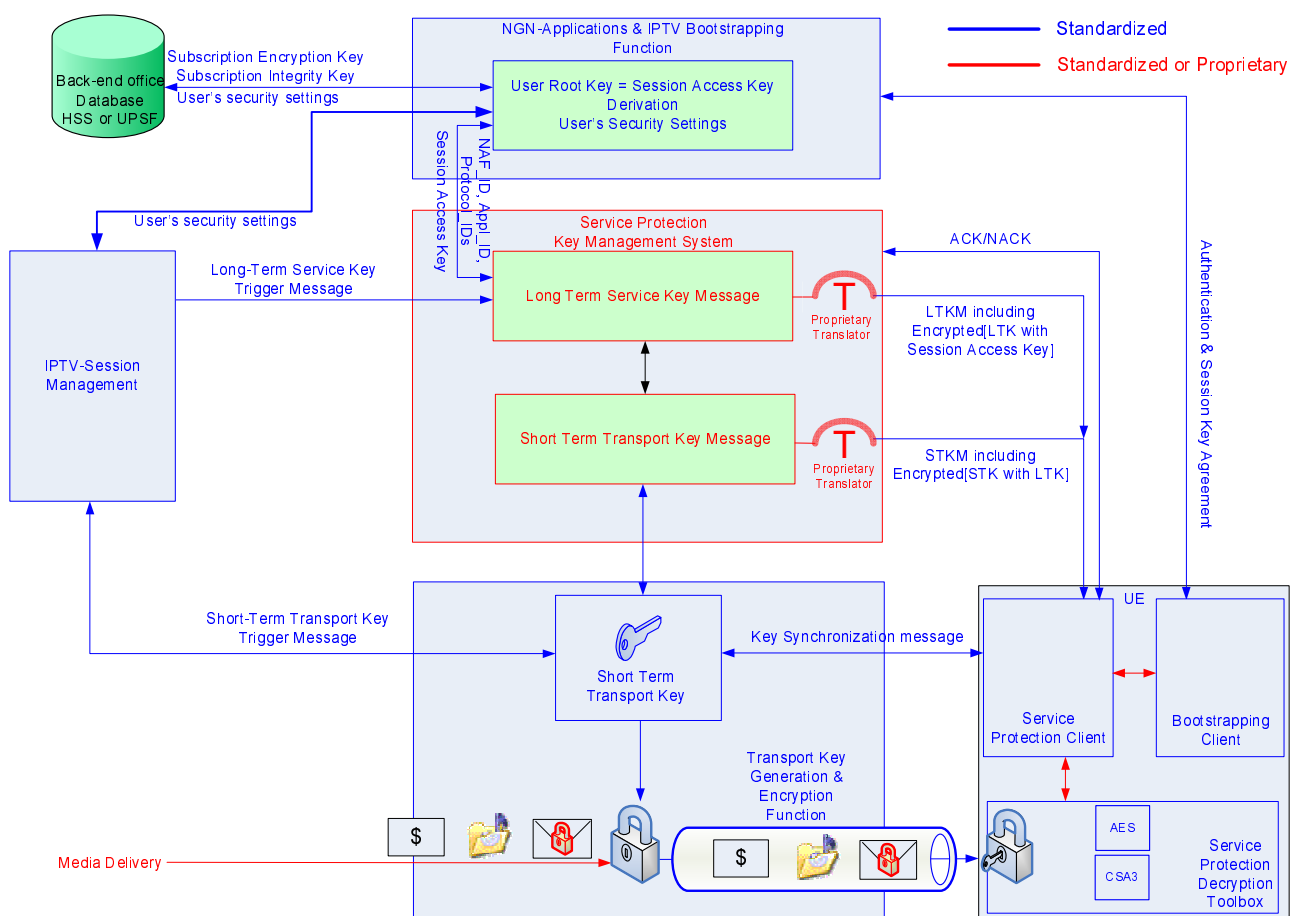 NGN-Applications & IPTV Bootstrapping
Function
Standardized
Standardized or Proprietary
Subscription Encryption Key
Subscription Integrity Key
User's security settings
Back-end office
Database
HSS or UPSF
User Root Key = Session Access Key
Derivation
User's Security Settings
NAF_ID, Appl_ID,
Protocol_IDs
Session Access Key
User's security settings
Service Protection
Key Management System
ACK/NACK
Authentication & Session Key Agreement
Long-Term Service Key
Trigger Message
Long Term Service Key Message
T
Proprietary
Translator
LTKM including
Encrypted[LTK with
Session Access Key]
IPTV-Session
Management
Short Term Transport Key Message
T
Proprietary
Translator
STKM including
Encrypted[STK with LTK]
UE
Short-Term Transport Key
Trigger Message
Key Synchronization message
Short Term
Transport Key
Service
Protection Client
Bootstrapping
Client
Transport Key
Generation &
Encryption
Function
$
$
Media Delivery
AES
CSA3
Service
Protection
Decryption
Toolbox